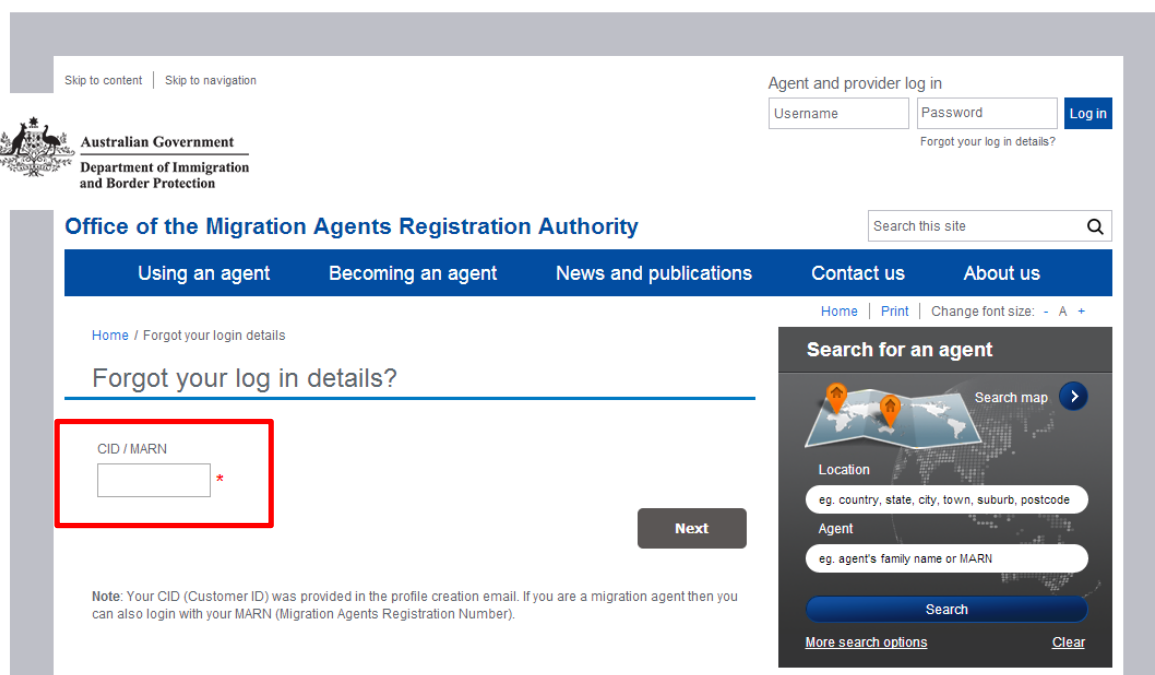 Skip to content | Skip to navigation
Agent and provider log in
Username
Password
Log in
Forgot your log in details?
Australian Government
Department of Immigration
and Border Protection
Office of the Migration Agents Registration Authority
Search this site
Using an agent
Becoming an agent
News and publications
Contact us
About us
Home | Print | Change font size: - A +
Home / Forgot your login details
Forgot your log in details?
CID / MARN
*
Next
Note: Your CID (Customer ID) was provided in the profile creation email. If you are a migration agent then you
can also login with your MARN (Migration Agents Registration Number).
Search for an agent
Search map
Location
eg. country, state, city, town, suburb, postcode
Agent
eg. agent's family name or MARN
Search
More search options
Clear